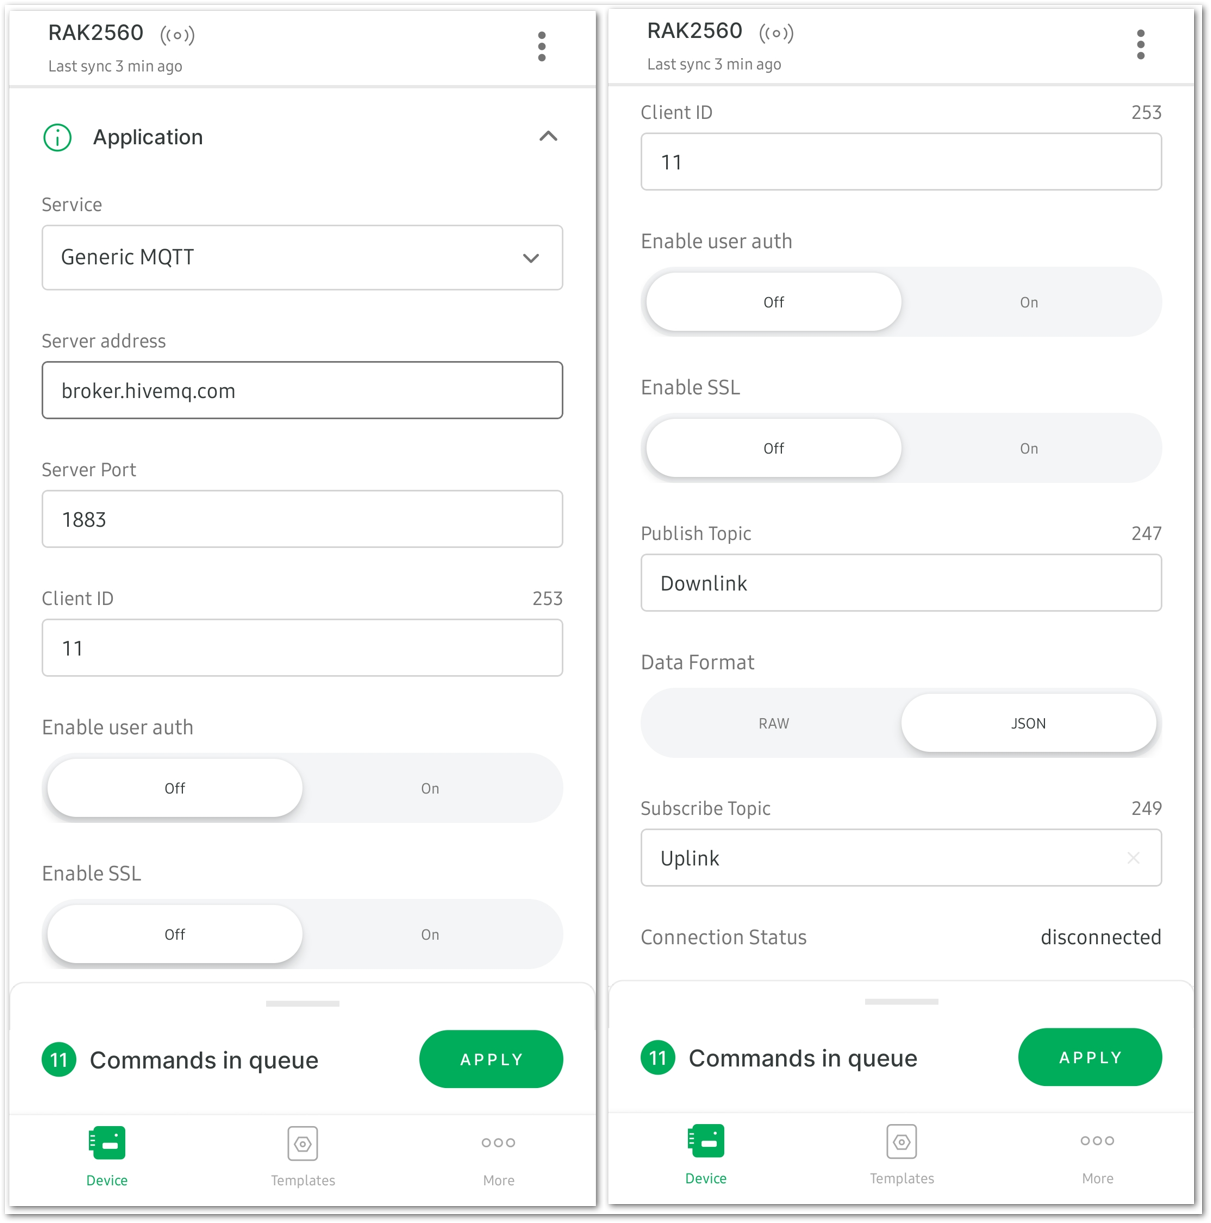 RAK2560
Last sync 3 min ago
Application
Service
Generic MQTT
Server address
broker.hivemq.com
Server Port
1883
Client ID 253
11
Enable user auth
Off On
Enable SSL
Off On
11 Commands in queue APPLY
Device Templates More
RAK2560
Last sync 3 min ago
Client ID 253
11
Enable user auth
Off On
Enable SSL
Off On
Publish Topic 247
Downlink
Data Format
RAW JSON
Subscribe Topic 249
Uplink
Connection Status disconnected
11 Commands in queue APPLY
Device Templates More